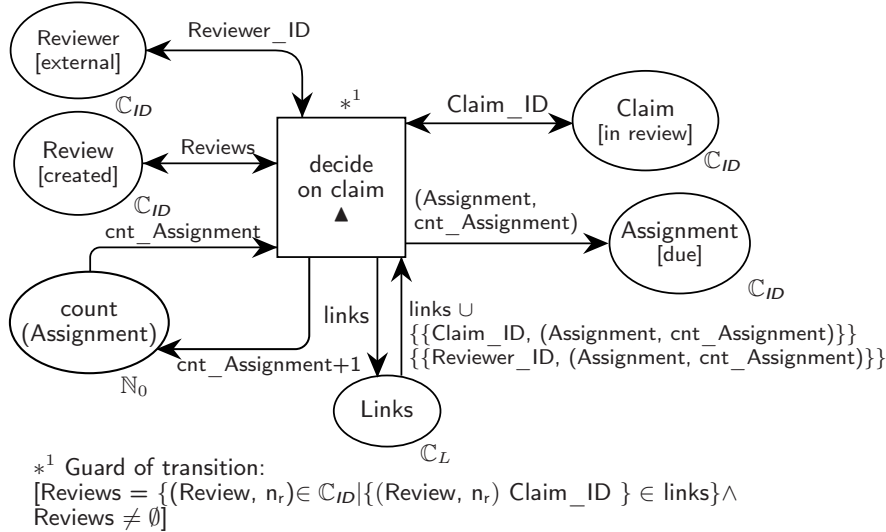 Reviewer
[external]
ℂ_ID
Reviewer_ID
*¹
Claim_ID
Claim
[in review]
ℂ_ID
Review
[created]
ℂ_ID
Reviews
decide
on claim
▲
(Assignment,
cnt_Assignment)
Assignment
[due]
ℂ_ID
cnt_Assignment
count
(Assignment)
ℕ₀
cnt_Assignment+1
links
links ∪
{{Claim_ID, (Assignment, cnt_Assignment)}}
{{Reviewer_ID, (Assignment, cnt_Assignment)}}
Links
ℂ_L
*¹ Guard of transition:
[Reviews = {(Review, n_r)∈ ℂ_ID|{(Review, n_r) Claim_ID } ∈ links}∧
Reviews ≠ ∅]